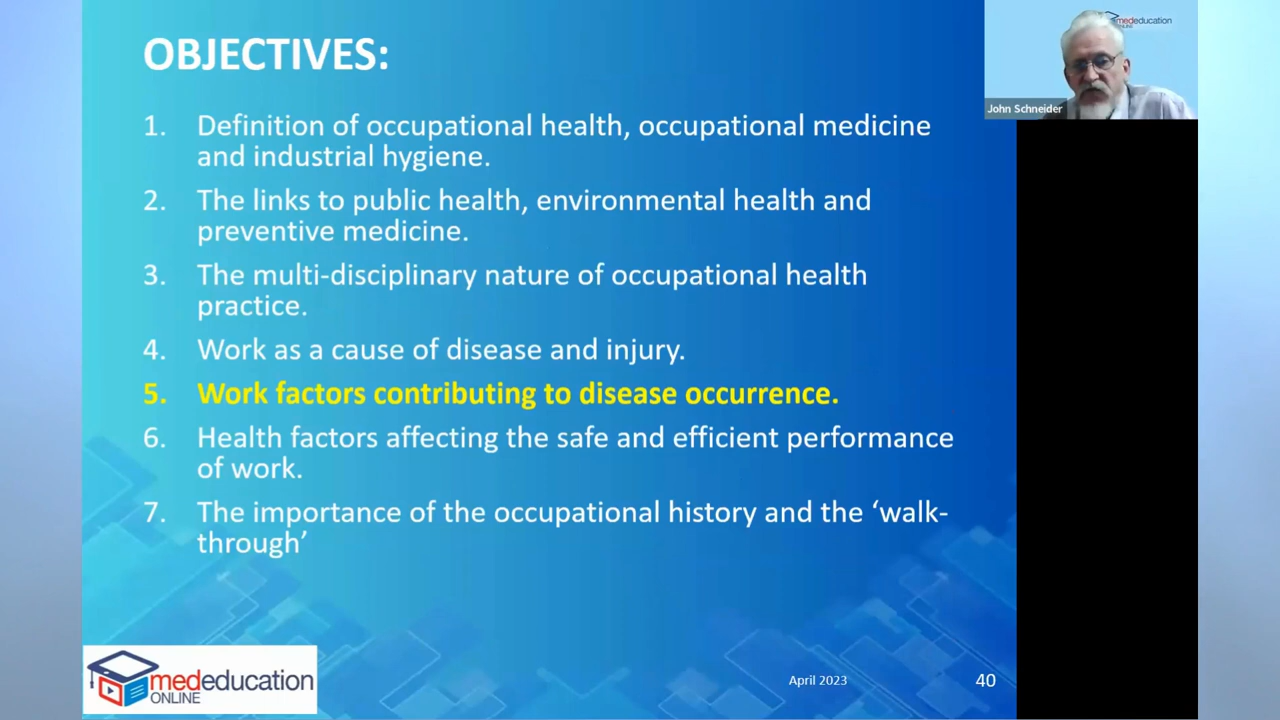 OBJECTIVES:
1. Definition of occupational health, occupational medicine
and industrial hygiene.
2. The links to public health, environmental health and
preventive medicine.
3. The multi-disciplinary nature of occupational health
practice.
4. Work as a cause of disease and injury.
5. Work factors contributing to disease occurrence.
6. Health factors affecting the safe and efficient performance
of work.
7. The importance of the occupational history and the ‘walk-
through’
mededucation
ONLINE
April 2023
40
mededucation
ONLINE
John Schneider